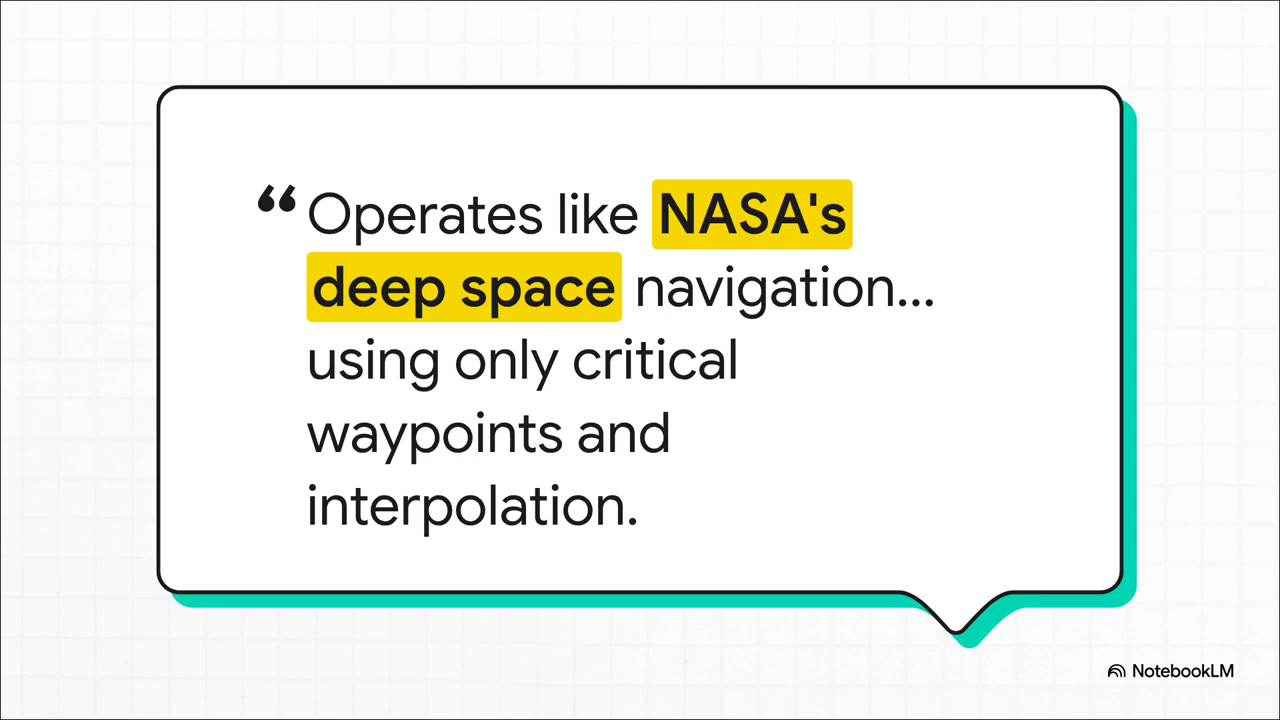 “Operates like NASA's
deep space navigation...
using only critical
waypoints and
interpolation.
NotebookLM